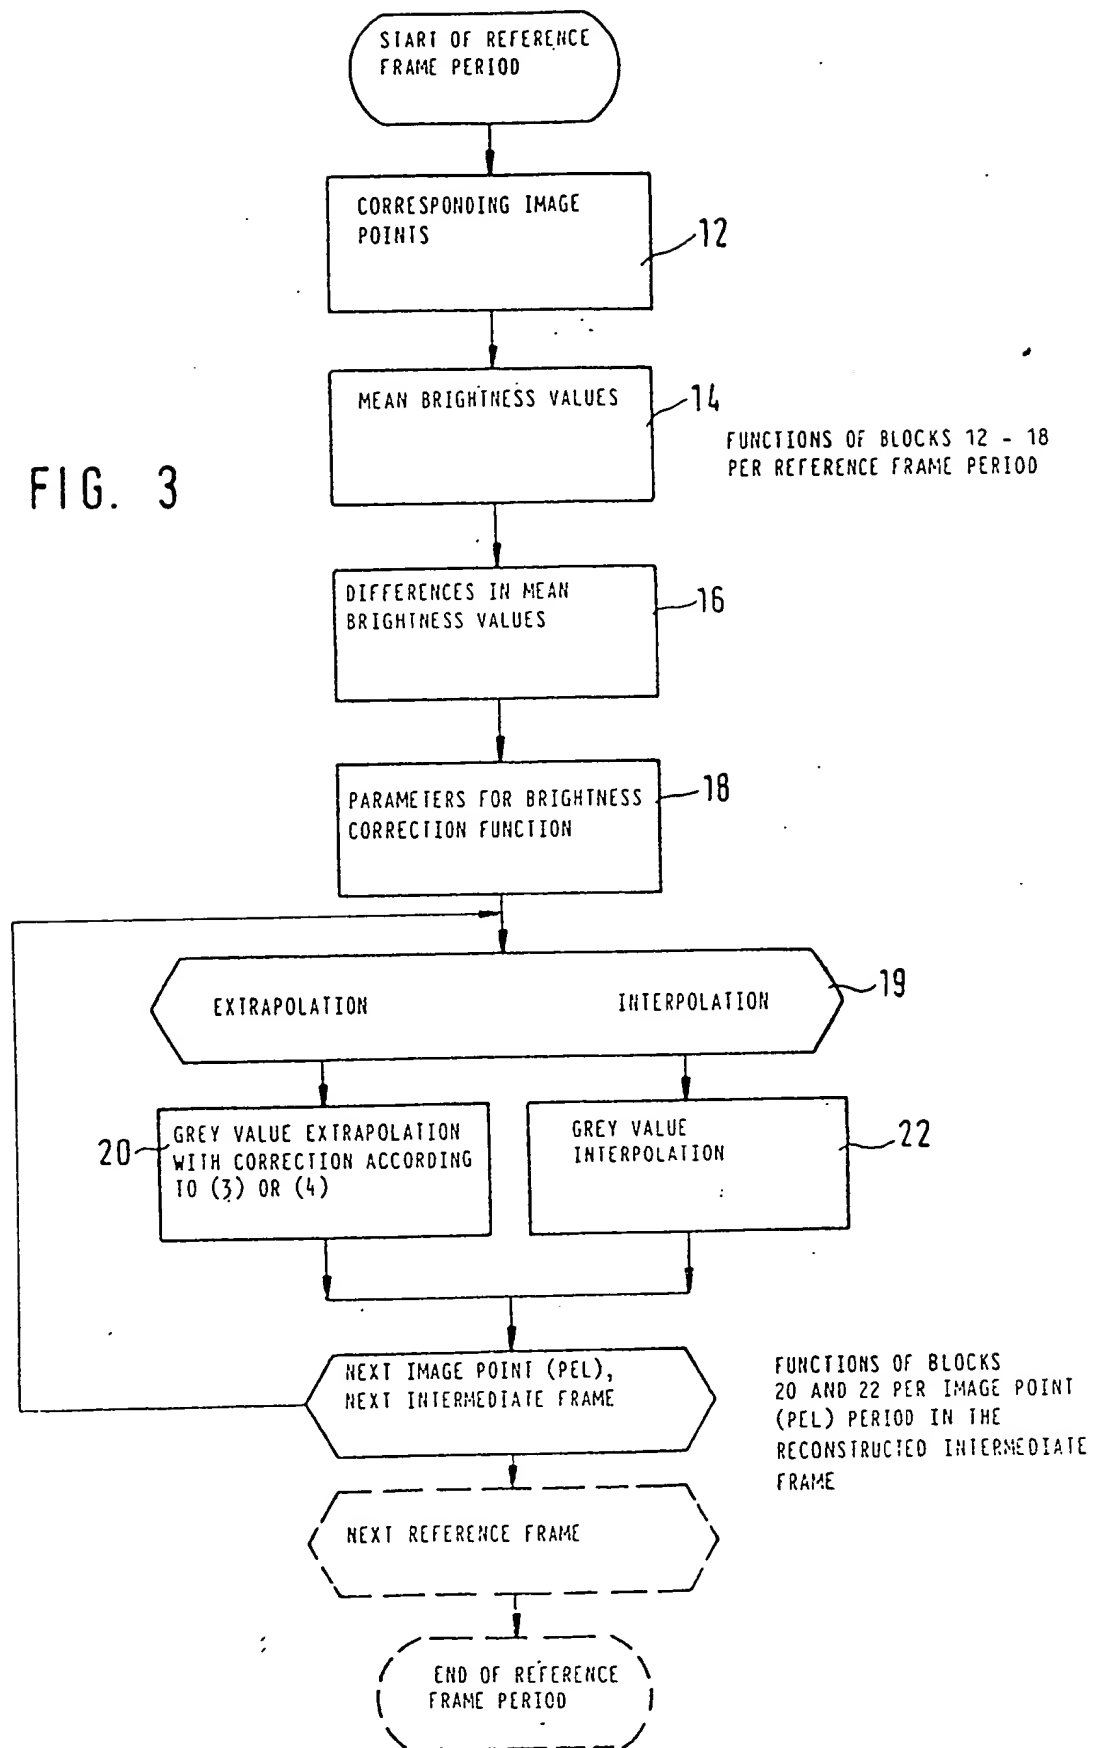 START OF REFERENCE
FRAME PERIOD
CORRESPONDING IMAGE
POINTS
12
MEAN BRIGHTNESS VALUES
14
FUNCTIONS OF BLOCKS 12 - 18
PER REFERENCE FRAME PERIOD
FIG. 3
DIFFERENCES IN MEAN
BRIGHTNESS VALUES
16
PARAMETERS FOR BRIGHTNESS
CORRECTION FUNCTION
18
EXTRAPOLATION
INTERPOLATION
19
20
GREY VALUE EXTRAPOLATION
WITH CORRECTION ACCORDING
TO (3) OR (4)
GREY VALUE
INTERPOLATION
22
NEXT IMAGE POINT (PEL),
NEXT INTERMEDIATE FRAME
FUNCTIONS OF BLOCKS
20 AND 22 PER IMAGE POINT
(PEL) PERIOD IN THE
RECONSTRUCTED INTERMEDIATE
FRAME
NEXT REFERENCE FRAME
END OF REFERENCE
FRAME PERIOD